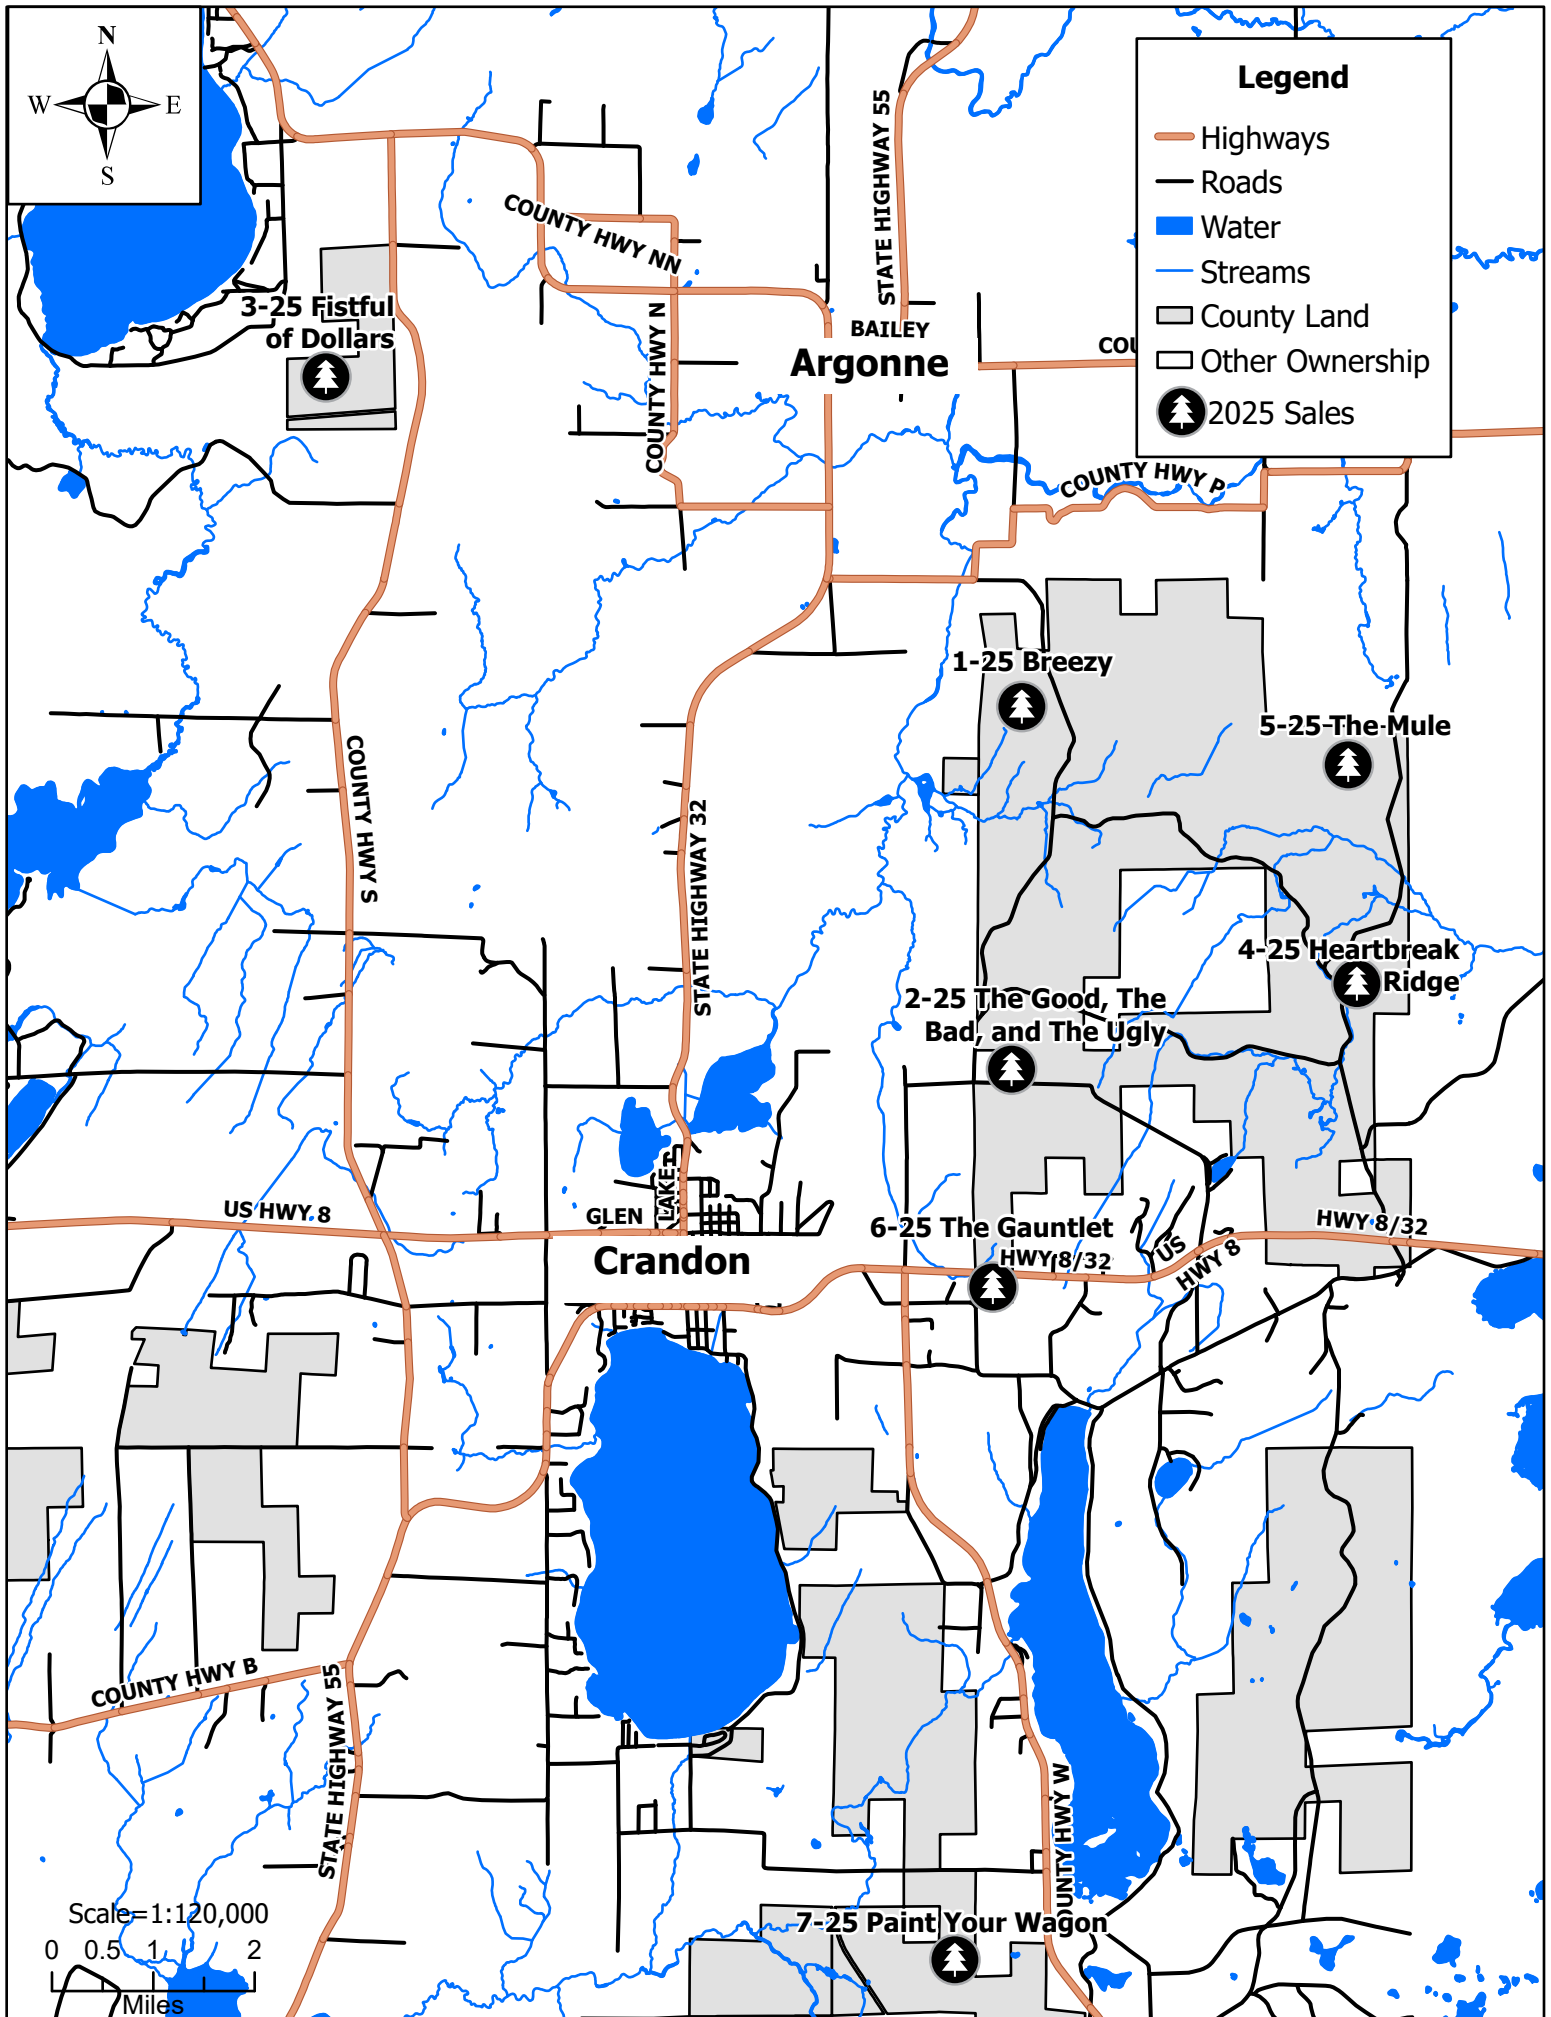 N
W E
S
Legend
Highways
Roads
Water
Streams
County Land
Other Ownership
2025 Sales
STATE HIGHWAY 55
COUNTY HWY NN
3-25 Fistful
of Dollars
COUNTY HWY N
BAILEY
Argonne
COU
COUNTY HWY P
1-25 Breezy
5-25 The Mule
COUNTY HWY S
STATE HIGHWAY 32
4-25 Heartbreak
Ridge
2-25 The Good, The
Bad, and The Ugly
LAKE
US HWY 8
GLEN
Crandon
6-25 The Gauntlet
HWY 8/32
US
HWY 8
HWY 8/32
COUNTY HWY B
STATE HIGHWAY 55
OUNTY HWY W
7-25 Paint Your Wagon
Scale=1:120,000
0 0.5 1 2
Miles